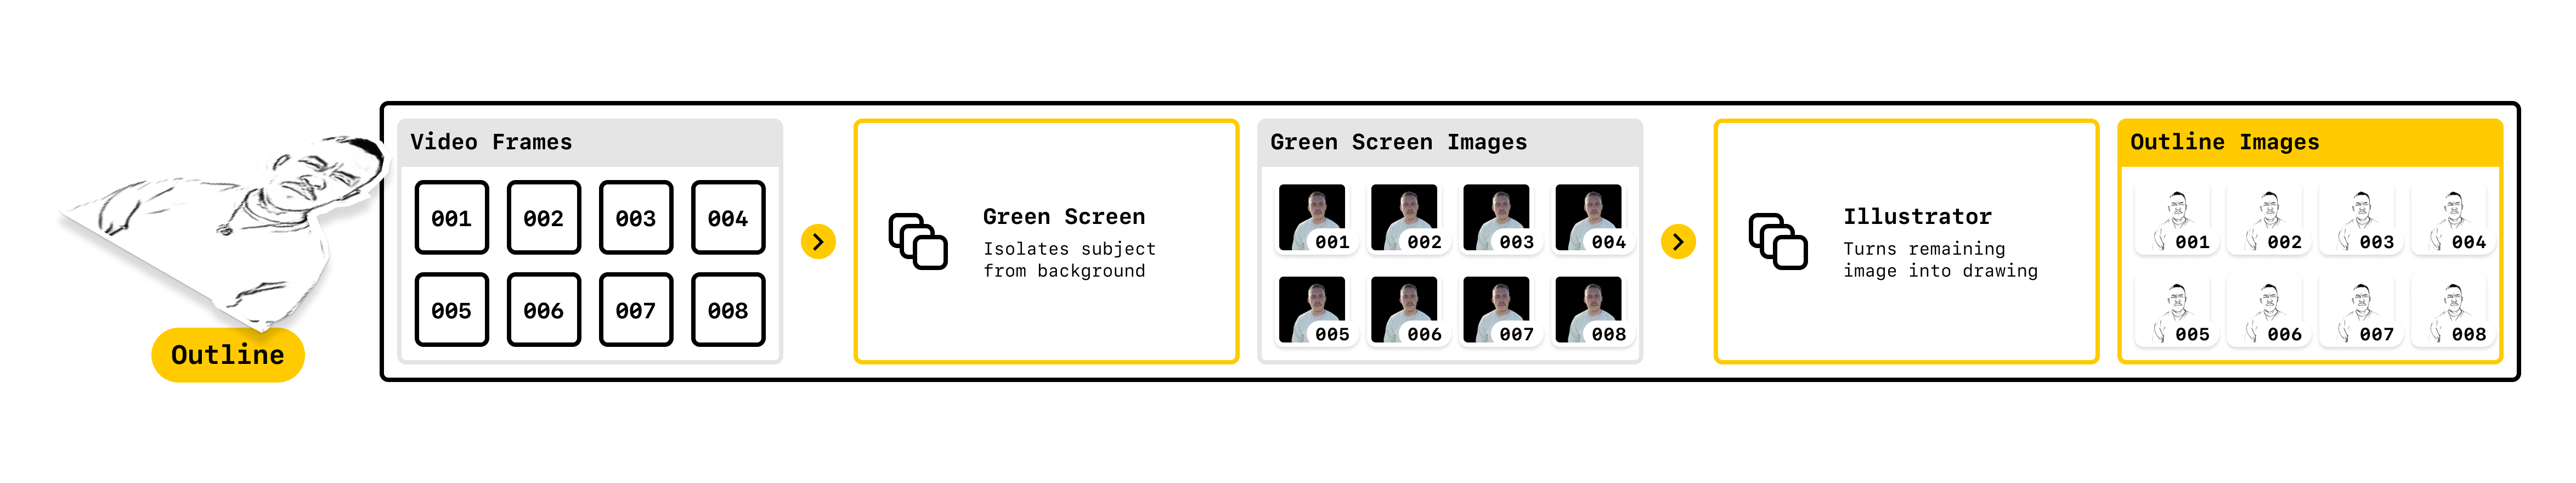 Outline
Video Frames
001 002 003 004
005 006 007 008
Green Screen
Isolates subject
from background
Green Screen Images
001 002 003 004
005 006 007 008
Illustrator
Turns remaining
image into drawing
Outline Images
001 002 003 004
005 006 007 008